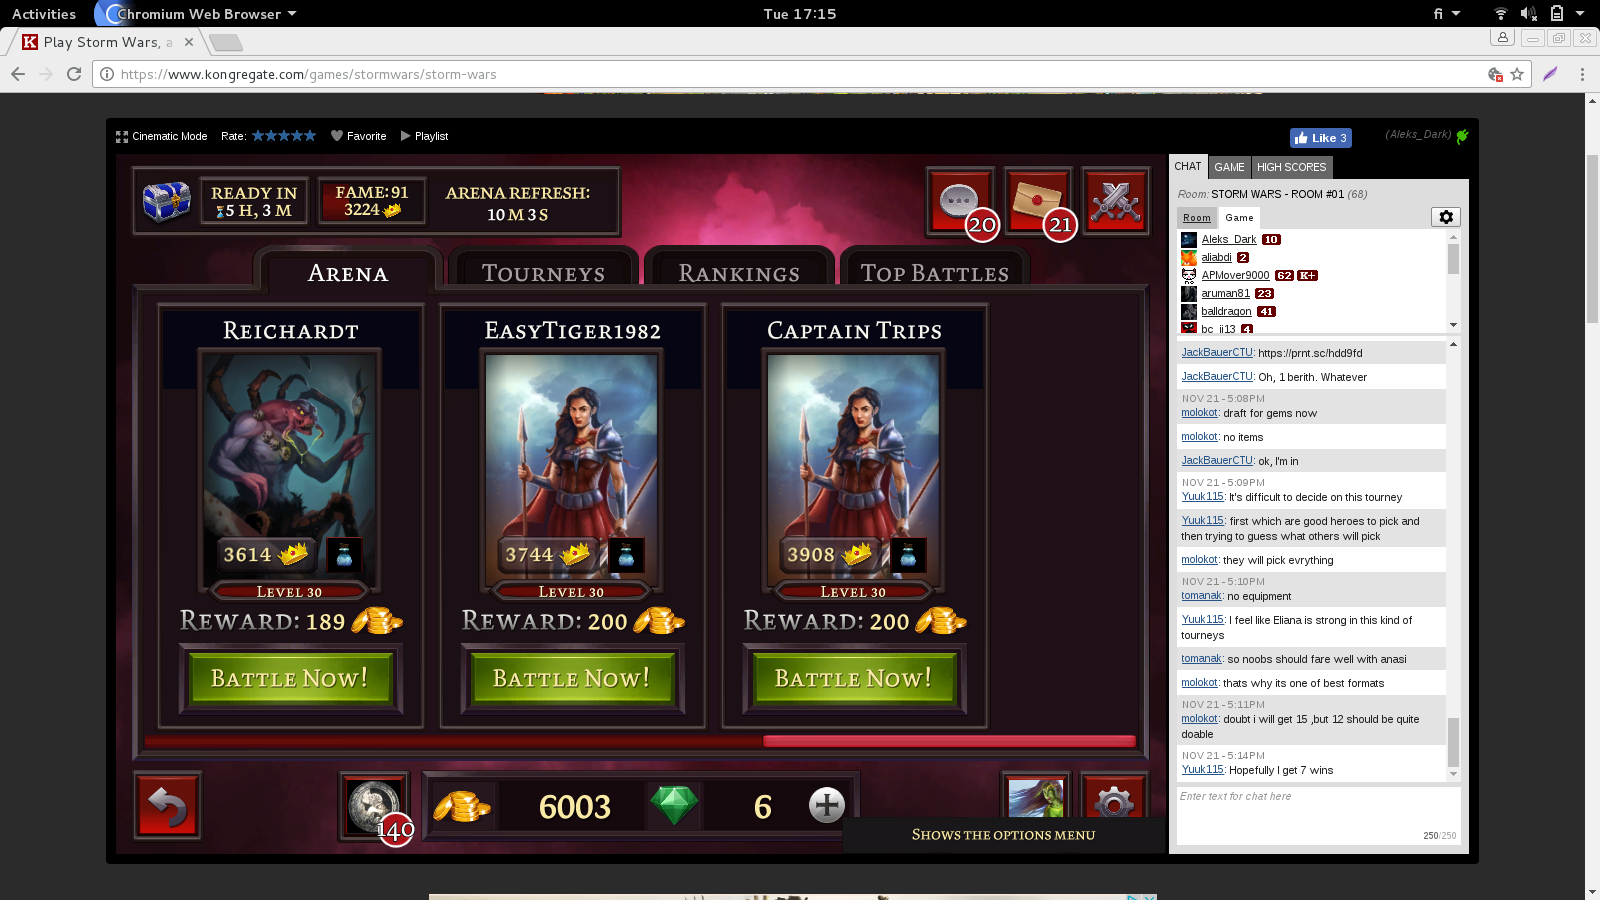 Activities
Chromium Web Browser
Tue 17:15
fi
Play Storm Wars, a
https://www.kongregate.com/games/stormwars/storm-wars
Cinematic Mode
Rate:
Favorite
Playlist
Like 3
(Aleks_Dark)
READY IN
5 H, 3 M
FAME: 91
3224
ARENA REFRESH:
10 M 3 S
20
21
ARENA
TOURNEYS
RANKINGS
TOP BATTLES
REICHARDT
3614
LEVEL 30
REWARD: 189
BATTLE NOW!
EASYTIGER1982
3744
LEVEL 30
REWARD: 200
BATTLE NOW!
CAPTAIN TRIPS
3908
LEVEL 30
REWARD: 200
BATTLE NOW!
140
6003
6
SHOWS THE OPTIONS MENU
CHAT
GAME
HIGH SCORES
Room: STORM WARS - ROOM #01 (68)
Room
Game
Aleks_Dark 10
aliabdi 2
APMover9000 62 K+
aruman81 23
balldragon 41
bc_ii13 4
JackBauerCTU: https://prnt.sc/hdd9fd
JackBauerCTU: Oh, 1 berith. Whatever
NOV 21 - 5:08PM
molokot: draft for gems now
molokot: no items
JackBauerCTU: ok, I'm in
NOV 21 - 5:09PM
Yuuk115: It's difficult to decide on this tourney
Yuuk115: first which are good heroes to pick and
then trying to guess what others will pick
molokot: they will pick evrything
NOV 21 - 5:10PM
tomanak: no equipment
Yuuk115: I feel like Eliana is strong in this kind of
tourneys
tomanak: so noobs should fare well with anasi
molokot: thats why its one of best formats
NOV 21 - 5:11PM
molokot: doubt i will get 15 ,but 12 should be quite
doable
NOV 21 - 5:14PM
Yuuk115: Hopefully I get 7 wins
Enter text for chat here
250/250